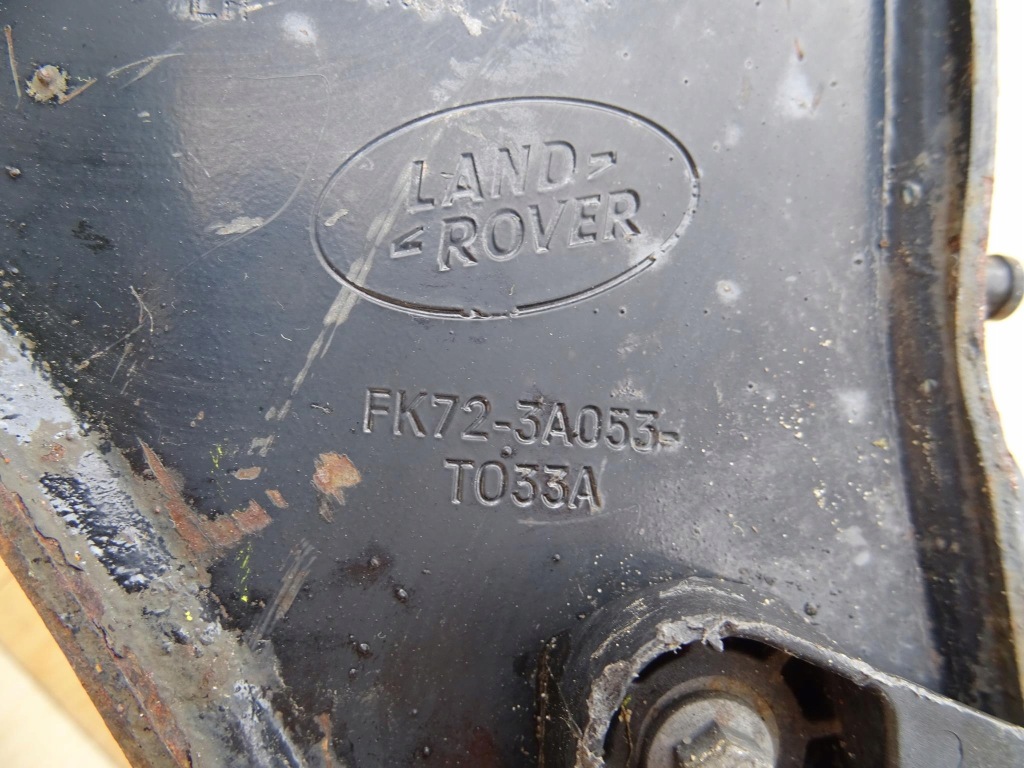 LAND
ROVER
FK72-3A053-
T033A